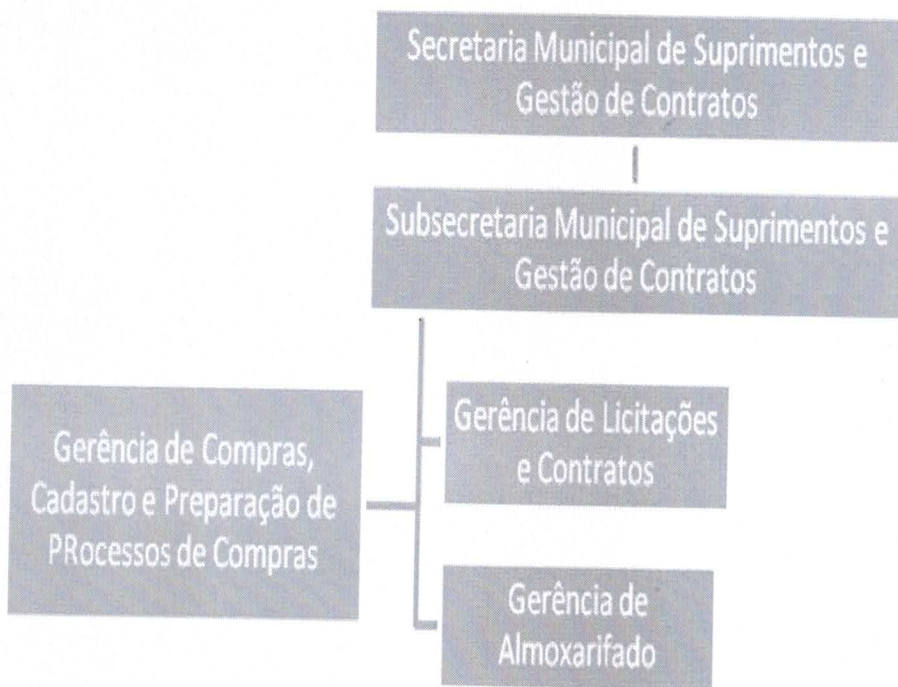 Secretaria Municipal de Suprimentos e
Gestão de Contratos
Subsecretaria Municipal de Suprimentos e
Gestão de Contratos
Gerência de Compras,
Cadastro e Preparação de
PRocessos de Compras
Gerência de Licitações
e Contratos
Gerência de
Almoxarifado